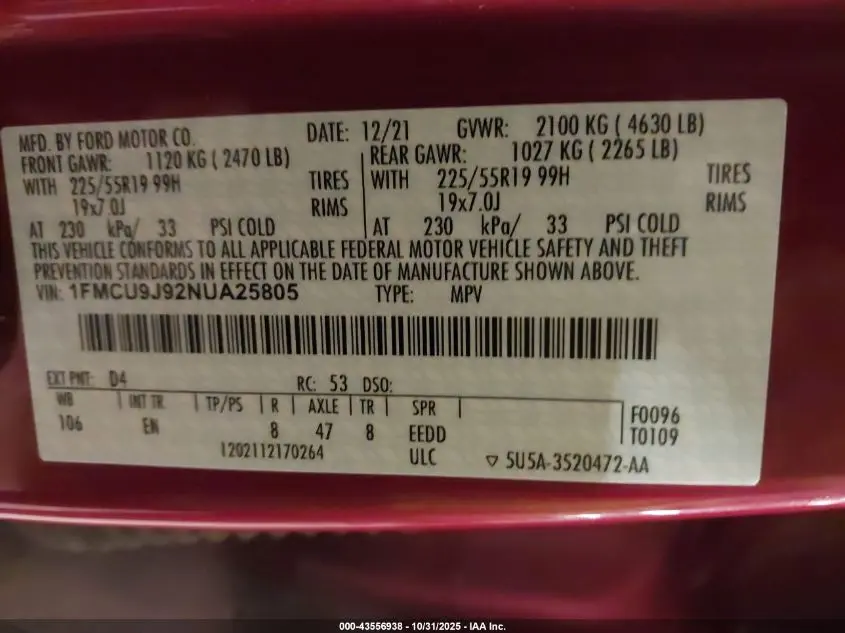 MFD. BY FORD MOTOR CO. DATE: 12/21 GVWR: 2100 KG ( 4630 LB)
FRONT GAWR: 1120 KG ( 2470 LB) REAR GAWR: 1027 KG ( 2265 LB)
WITH 225/55R19 99H TIRES WITH 225/55R19 99H TIRES
19x7.0J RIMS 19x7.0J RIMS
AT 230 kPa/ 33 PSI COLD AT 230 kPa/ 33 PSI COLD
THIS VEHICLE CONFORMS TO ALL APPLICABLE FEDERAL MOTOR VEHICLE SAFETY AND THEFT
PREVENTION STANDARDS IN EFFECT ON THE DATE OF MANUFACTURE SHOWN ABOVE.
VIN: 1FMCU9J92NUA25805 TYPE: MPV
EXT PNT: D4 RC: 53 DSO:
WB INT TR TP/PS R AXLE TR SPR
106 EN 8 47 8 EEDD
F0096
T0109
1202112170264 ULC 5U5A-3520472-AA
000-43556938 - 10/31/2025 - IAA Inc.